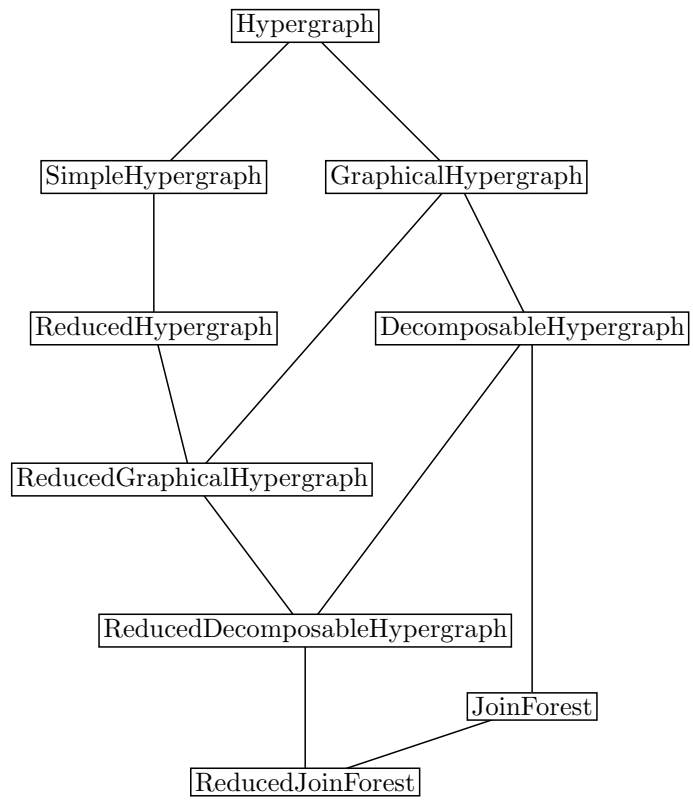 Hypergraph
SimpleHypergraph
GraphicalHypergraph
ReducedHypergraph
DecomposableHypergraph
ReducedGraphicalHypergraph
ReducedDecomposableHypergraph
JoinForest
ReducedJoinForest